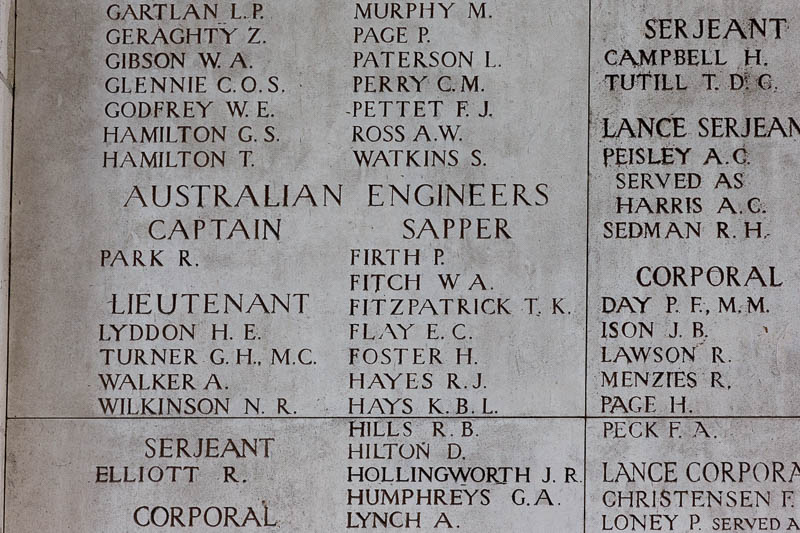 GARTLAN L.P.
GERAGHTY Z.
GIBSON W. A.
GLENNIE C.O.S.
GODFREY W. E.
HAMILTON G. S.
HAMILTON T.
MURPHY M.
PAGE P.
PATERSON L.
PERRY C.M.
PETTET F. J.
ROSS A.W.
WATKINS S.
AUSTRALIAN ENGINEERS
CAPTAIN
PARK R.
LIEUTENANT
LYDDON H. E.
TURNER G.H., M.C.
WALKER A.
WILKINSON N. R.
SERJEANT
ELLIOTT R.
CORPORAL
SAPPER
FIRTH P.
FITCH W A.
FITZPATRICK T. K.
FLAY E. C.
FOSTER H.
HAYES R. J.
HAYS K. B. L.
HILLS R. B.
HILTON D.
HOLLINGWORTH J. R.
HUMPHREYS G. A.
LYNCH A.
SERJEANT
CAMPBELL H.
TUTILL T. D. C.
LANCE SERJEAN
PEISLEY A.C.
SERVED AS
HARRIS A.C.
SEDMAN R. H.
CORPORAL
DAY P. F., M. M.
ISON J. B.
LAWSON R.
MENZIES R.
PAGE H.
PECK F. A.
LANCE CORPORA
CHRISTENSEN F.
LONEY P. SERVED A